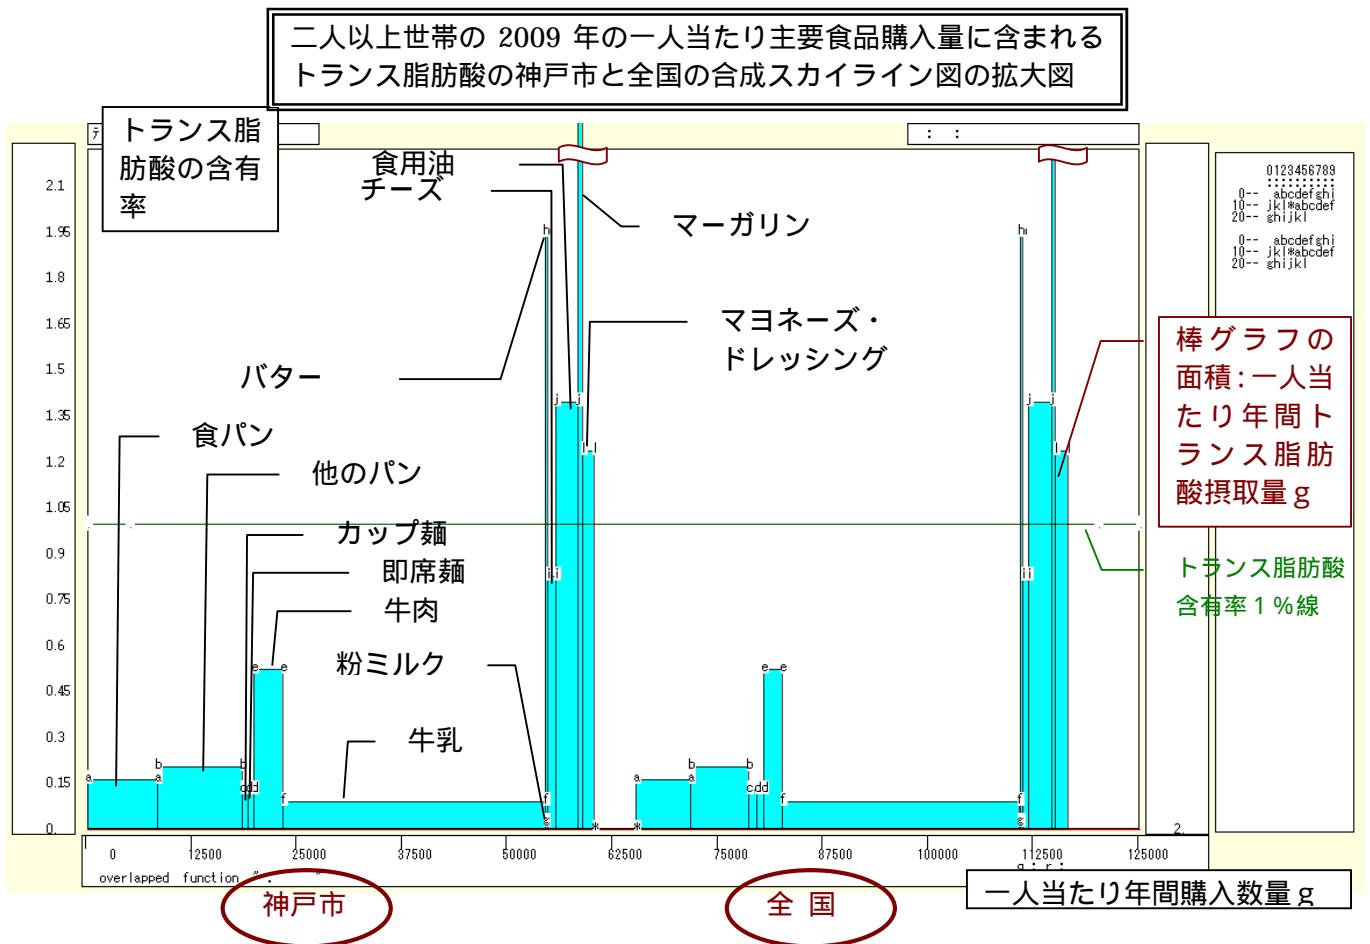 二人以上世帯の 2009 年の一人当たり主要食品購入量に含まれる
トランス脂肪酸の神戸市と全国の合成スカイライン図の拡大図
トランス脂
肪酸の含有
率
: :
食用油
チーズ
マーガリン
マヨネーズ・
ドレッシング
バター
食パン
他のパン
カップ麺
即席麺
牛肉
粉ミルク
牛乳
2.1
1.95
1.8
1.65
1.5
1.35
1.2
1.05
0.9
0.75
0.6
0.45
0.3
0.15
0.
a a b b c d d e e f f h i i j j l l *
* a a b b c d d e e f f h i i j j l l
0123456789
0-- abcdefghi
10-- jkl*abcdef
20-- ghijkl
0-- abcdefghi
10-- jkl*abcdef
20-- ghijkl
棒グラフの
面積:一人当
たり年間ト
ランス脂肪
酸摂取量g
トランス脂肪酸
含有率1%線
2.
0 12500 25000 37500 50000 62500 75000 87500 100000 112500 125000
overlapped function
神戸市
全国
一人当たり年間購入数量g